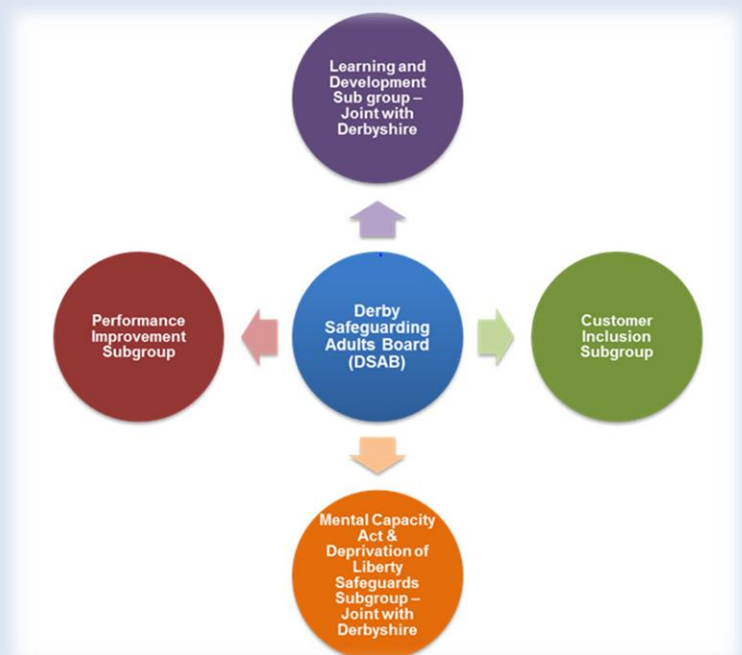 Learning and
Development
Sub group –
Joint with
Derbyshire
Performance
Improvement
Subgroup
Derby
Safeguarding
Adults Board
(DSAB)
Customer
Inclusion
Subgroup
Mental Capacity
Act &
Deprivation of
Liberty
Safeguards
Subgroup –
Joint with
Derbyshire